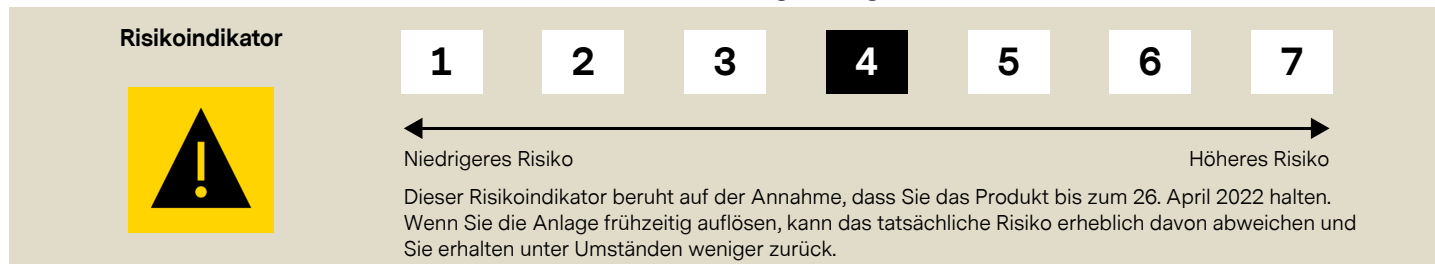 Risikoindikator
1 2 3 4 5 6 7
Niedrigeres Risiko Höheres Risiko
Dieser Risikoindikator beruht auf der Annahme, dass Sie das Produkt bis zum 26. April 2022 halten.
Wenn Sie die Anlage frühzeitig auflösen, kann das tatsächliche Risiko erheblich davon abweichen und
Sie erhalten unter Umständen weniger zurück.